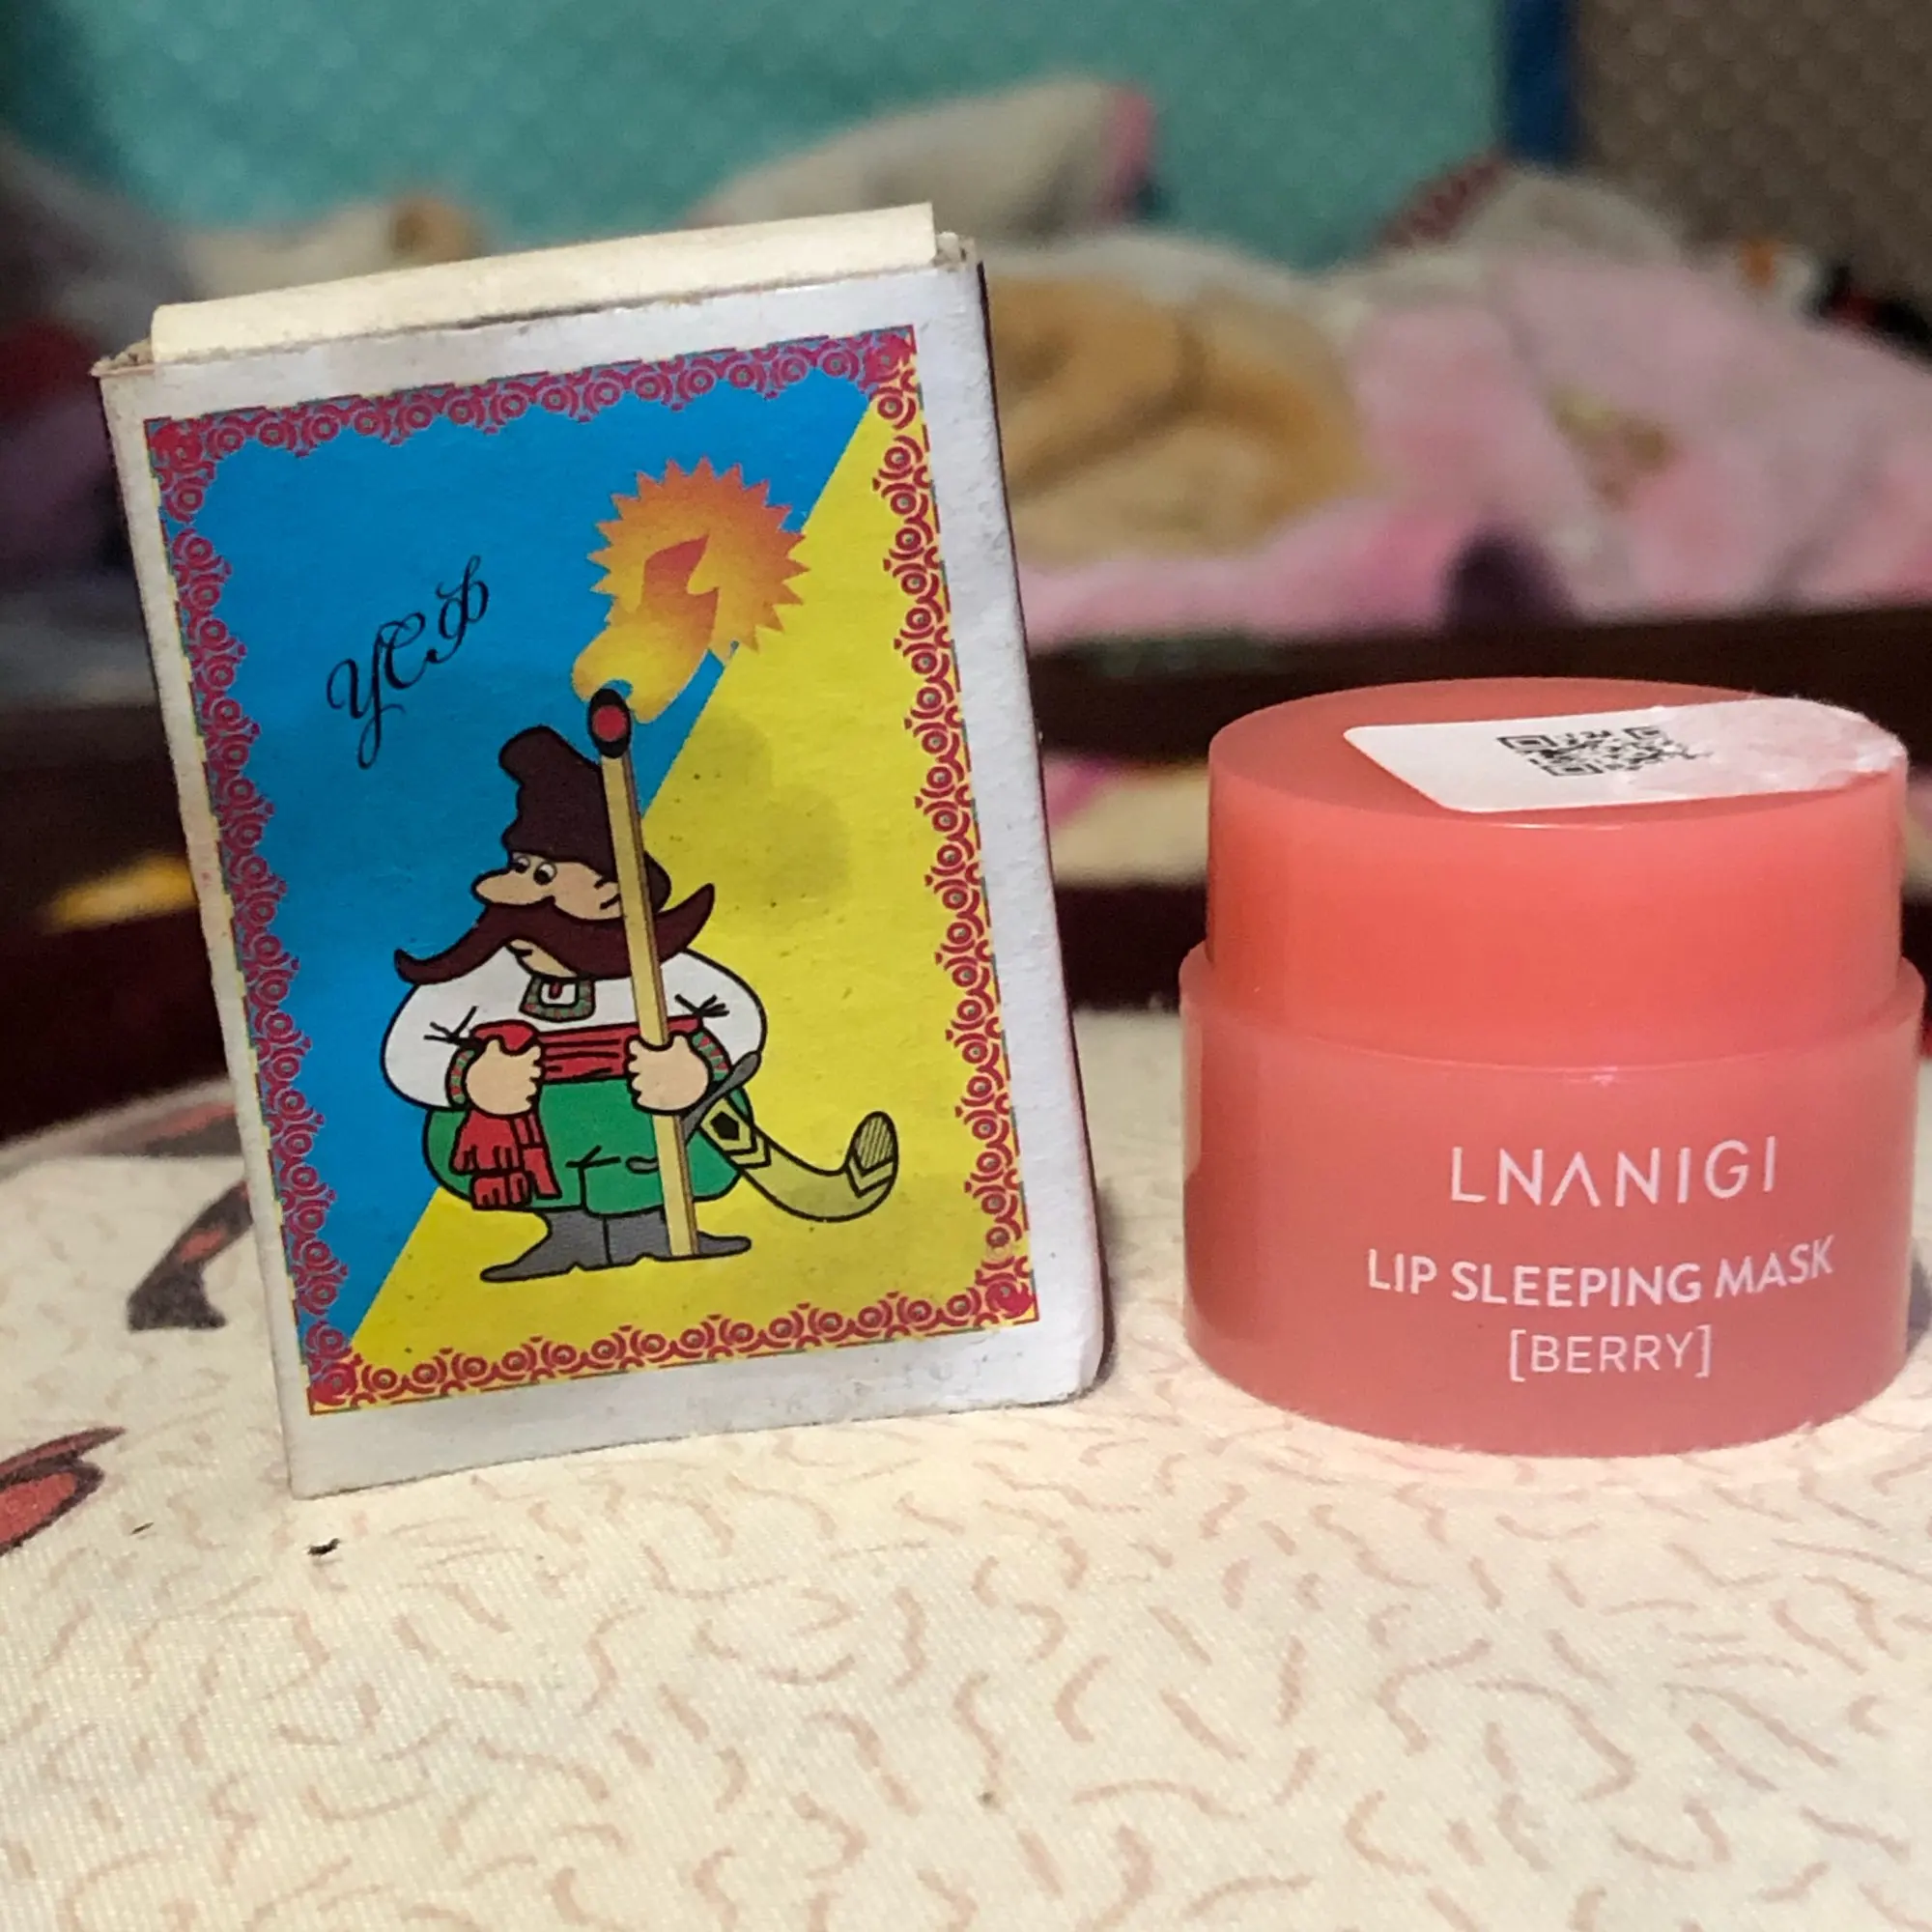 УСФ
LNANIGI
LIP SLEEPING MASK
[BERRY]